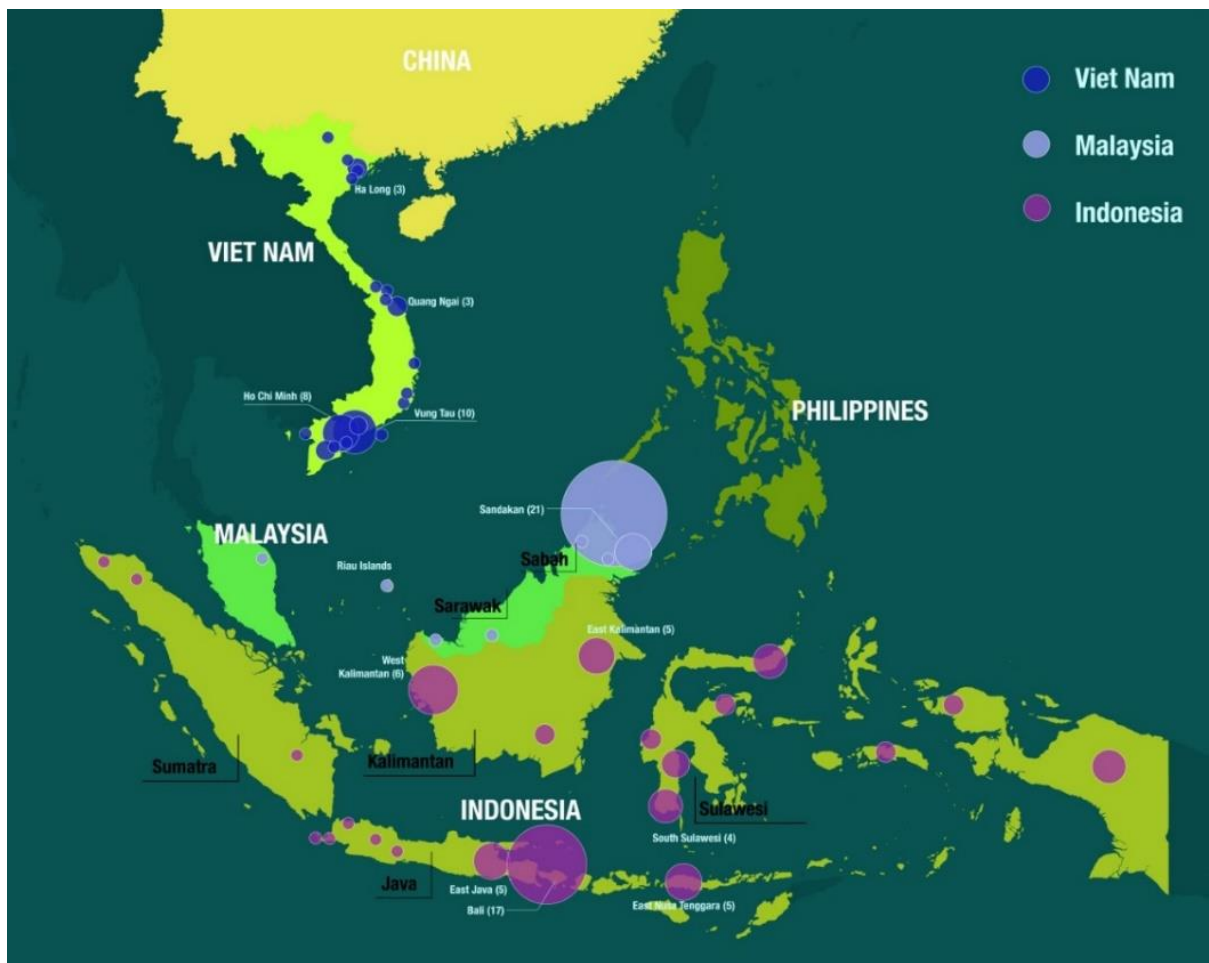 CHINA
Viet Nam
Malaysia
Indonesia
Ha Long (3)
VIET NAM
Quang Ngai (3)
Ho Chi Minh (8)
Vung Tau (10)
PHILIPPINES
Sandakan (21)
MALAYSIA
Sabah
Riau Islands
Sarawak
East Kalimantan (5)
West
Kalimantan (6)
Sumatra
Kalimantan
INDONESIA
Sulawesi
South Sulawesi (4)
Java
East Java (5)
Bali (17)
East Nusa Tenggara (5)